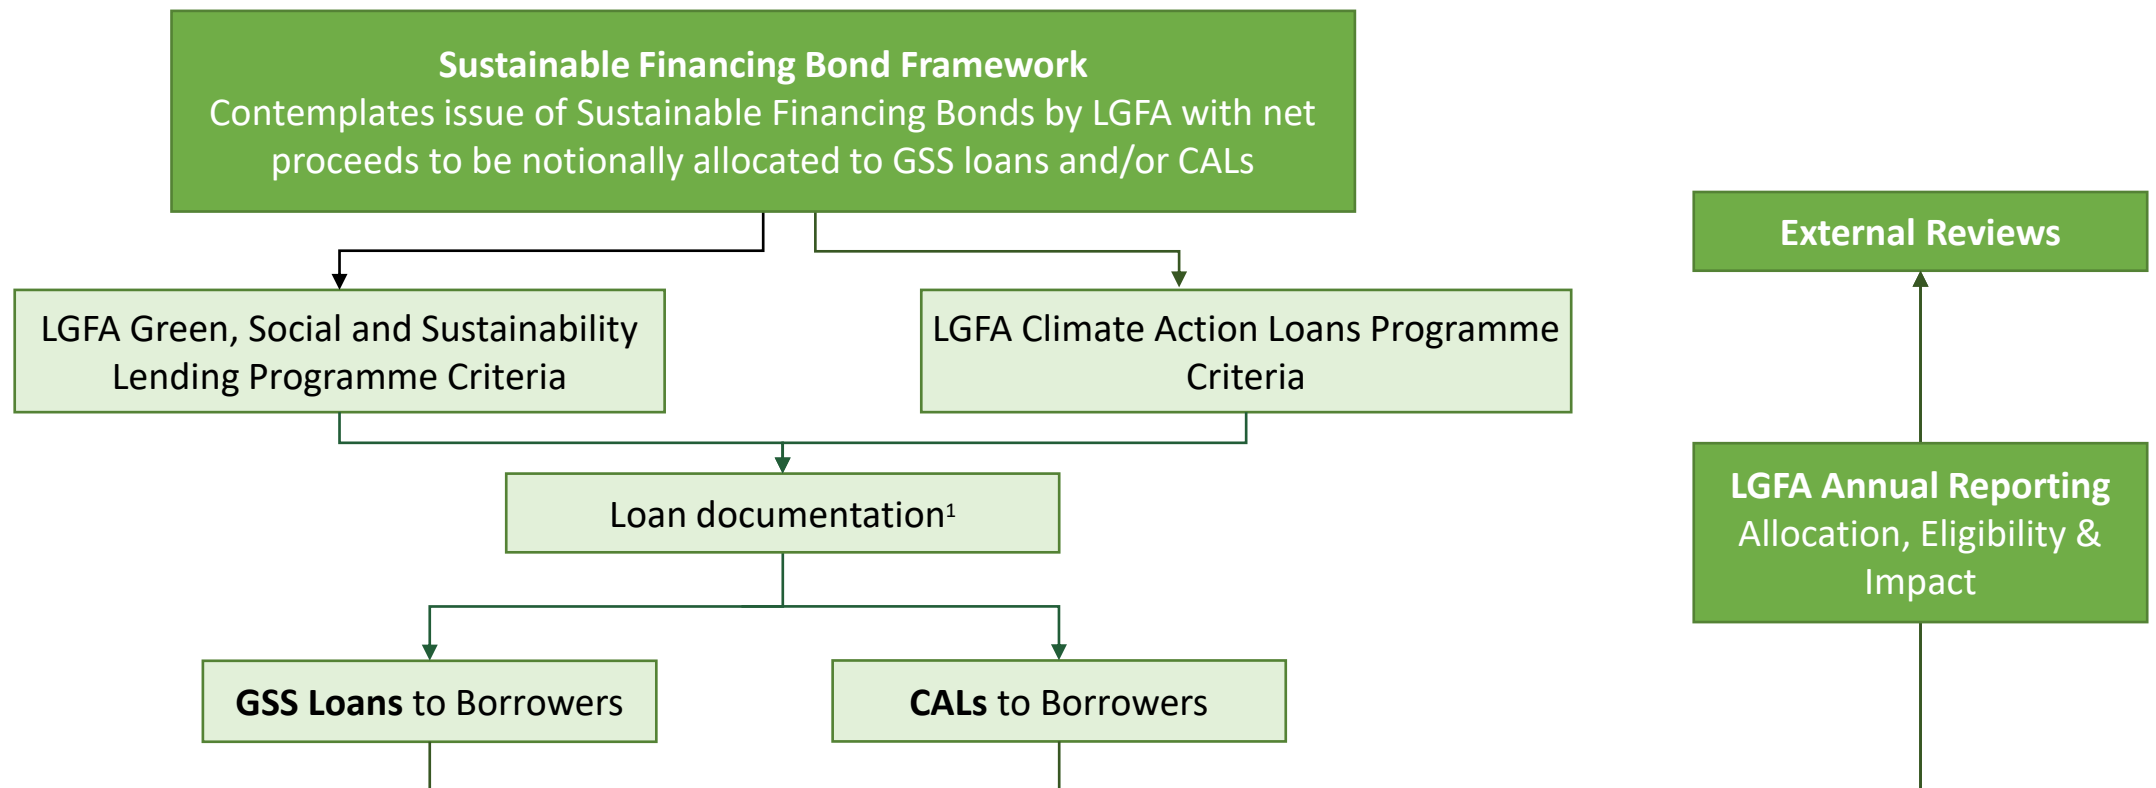 Sustainable Financing Bond Framework
Contemplates issue of Sustainable Financing Bonds by LGFA with net
proceeds to be notionally allocated to GSS loans and/or CALs
External Reviews
LGFA Green, Social and Sustainability
Lending Programme Criteria
LGFA Climate Action Loans Programme
Criteria
Loan documentation¹
LGFA Annual Reporting
Allocation, Eligibility &
Impact
GSS Loans to Borrowers
CALs to Borrowers